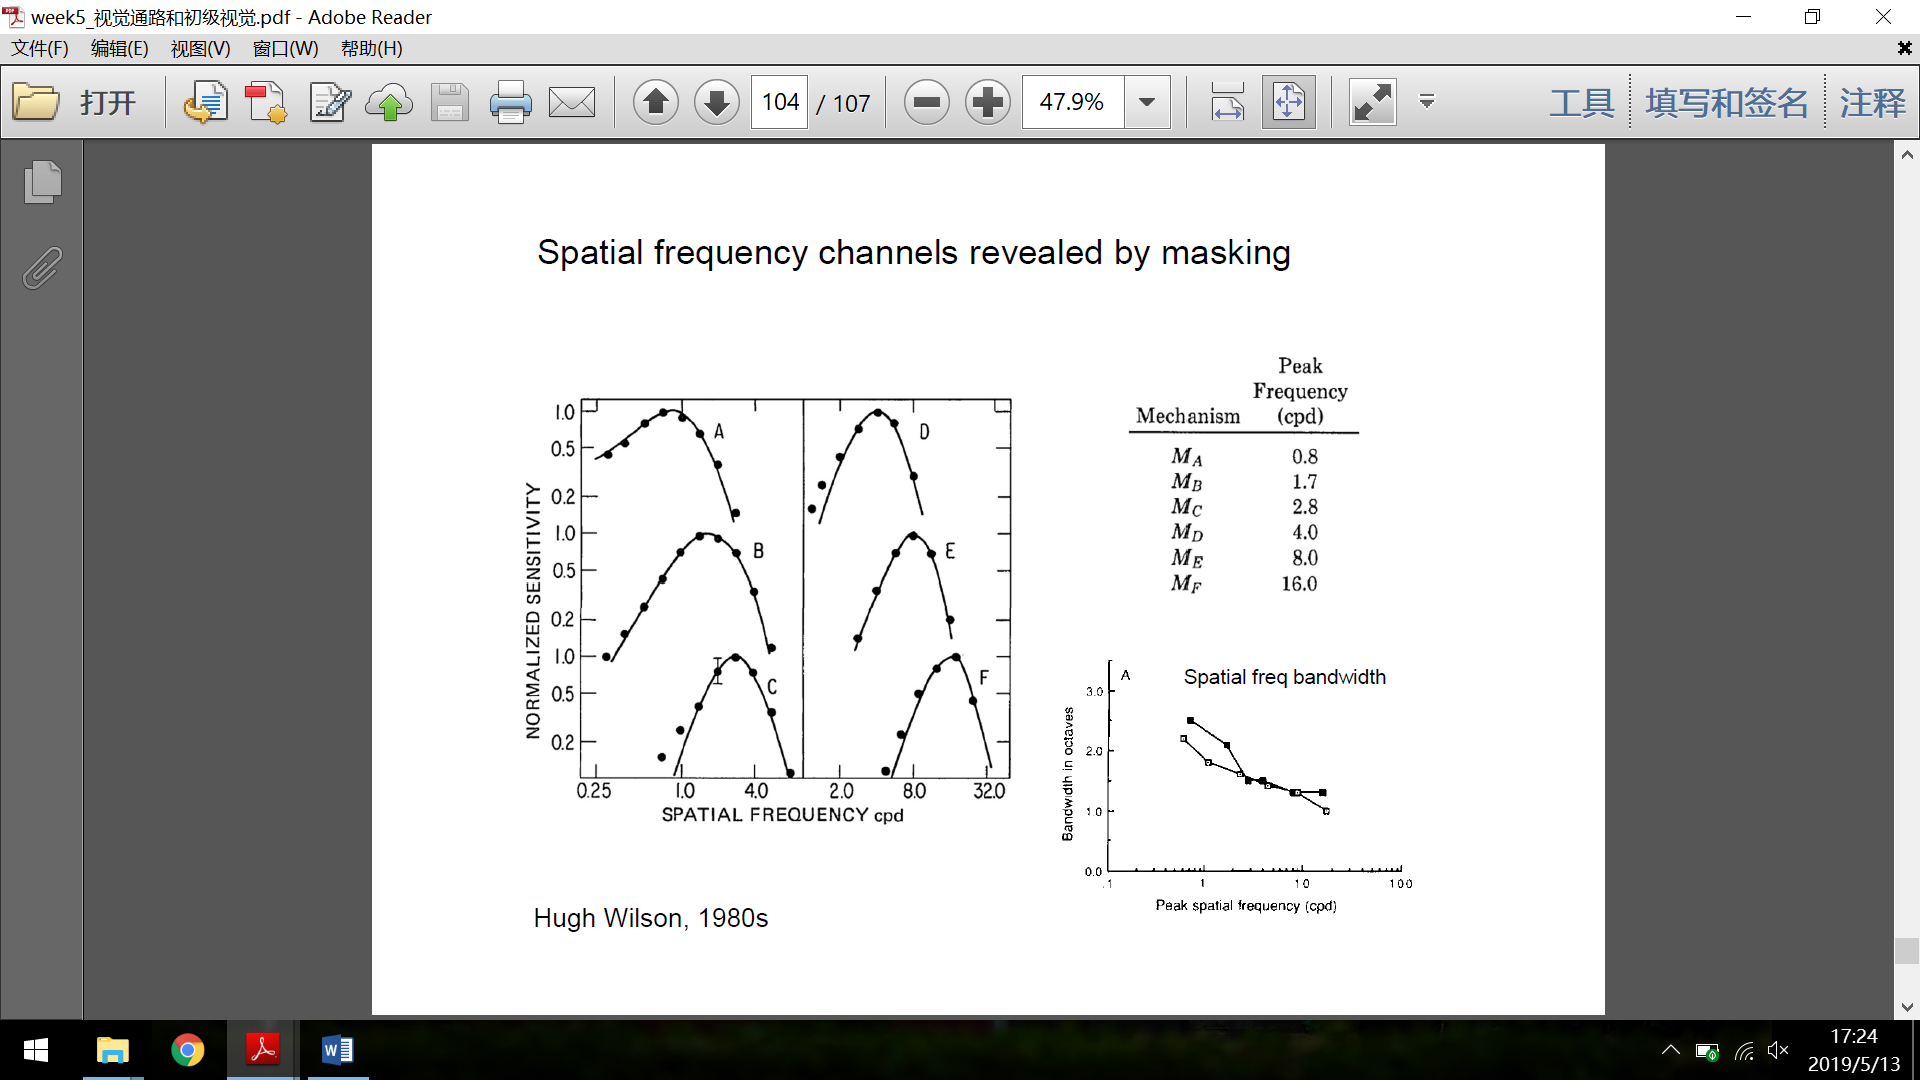 week5_视觉通路和初级视觉.pdf - Adobe Reader
文件(F) 编辑(E) 视图(V) 窗口(W) 帮助(H)
打开 104 / 107 47.9% 工具 填写和签名 注释
Spatial frequency channels revealed by masking
NORMALIZED SENSITIVITY
1.0
0.5
0.2
1.0
0.5
0.2
1.0
0.5
0.2
A
B
C
D
E
F
0.25 1.0 4.0 2.0 8.0 32.0
SPATIAL FREQUENCY cpd
Peak
Frequency
Mechanism (cpd)
MA 0.8
MB 1.7
MC 2.8
MD 4.0
ME 8.0
MF 16.0
A Spatial freq bandwidth
Bandwidth in octaves
3.0
2.0
1.0
0.0
.1 1 10 100
Peak spatial frequency (cpd)
Hugh Wilson, 1980s
17:24
2019/5/13